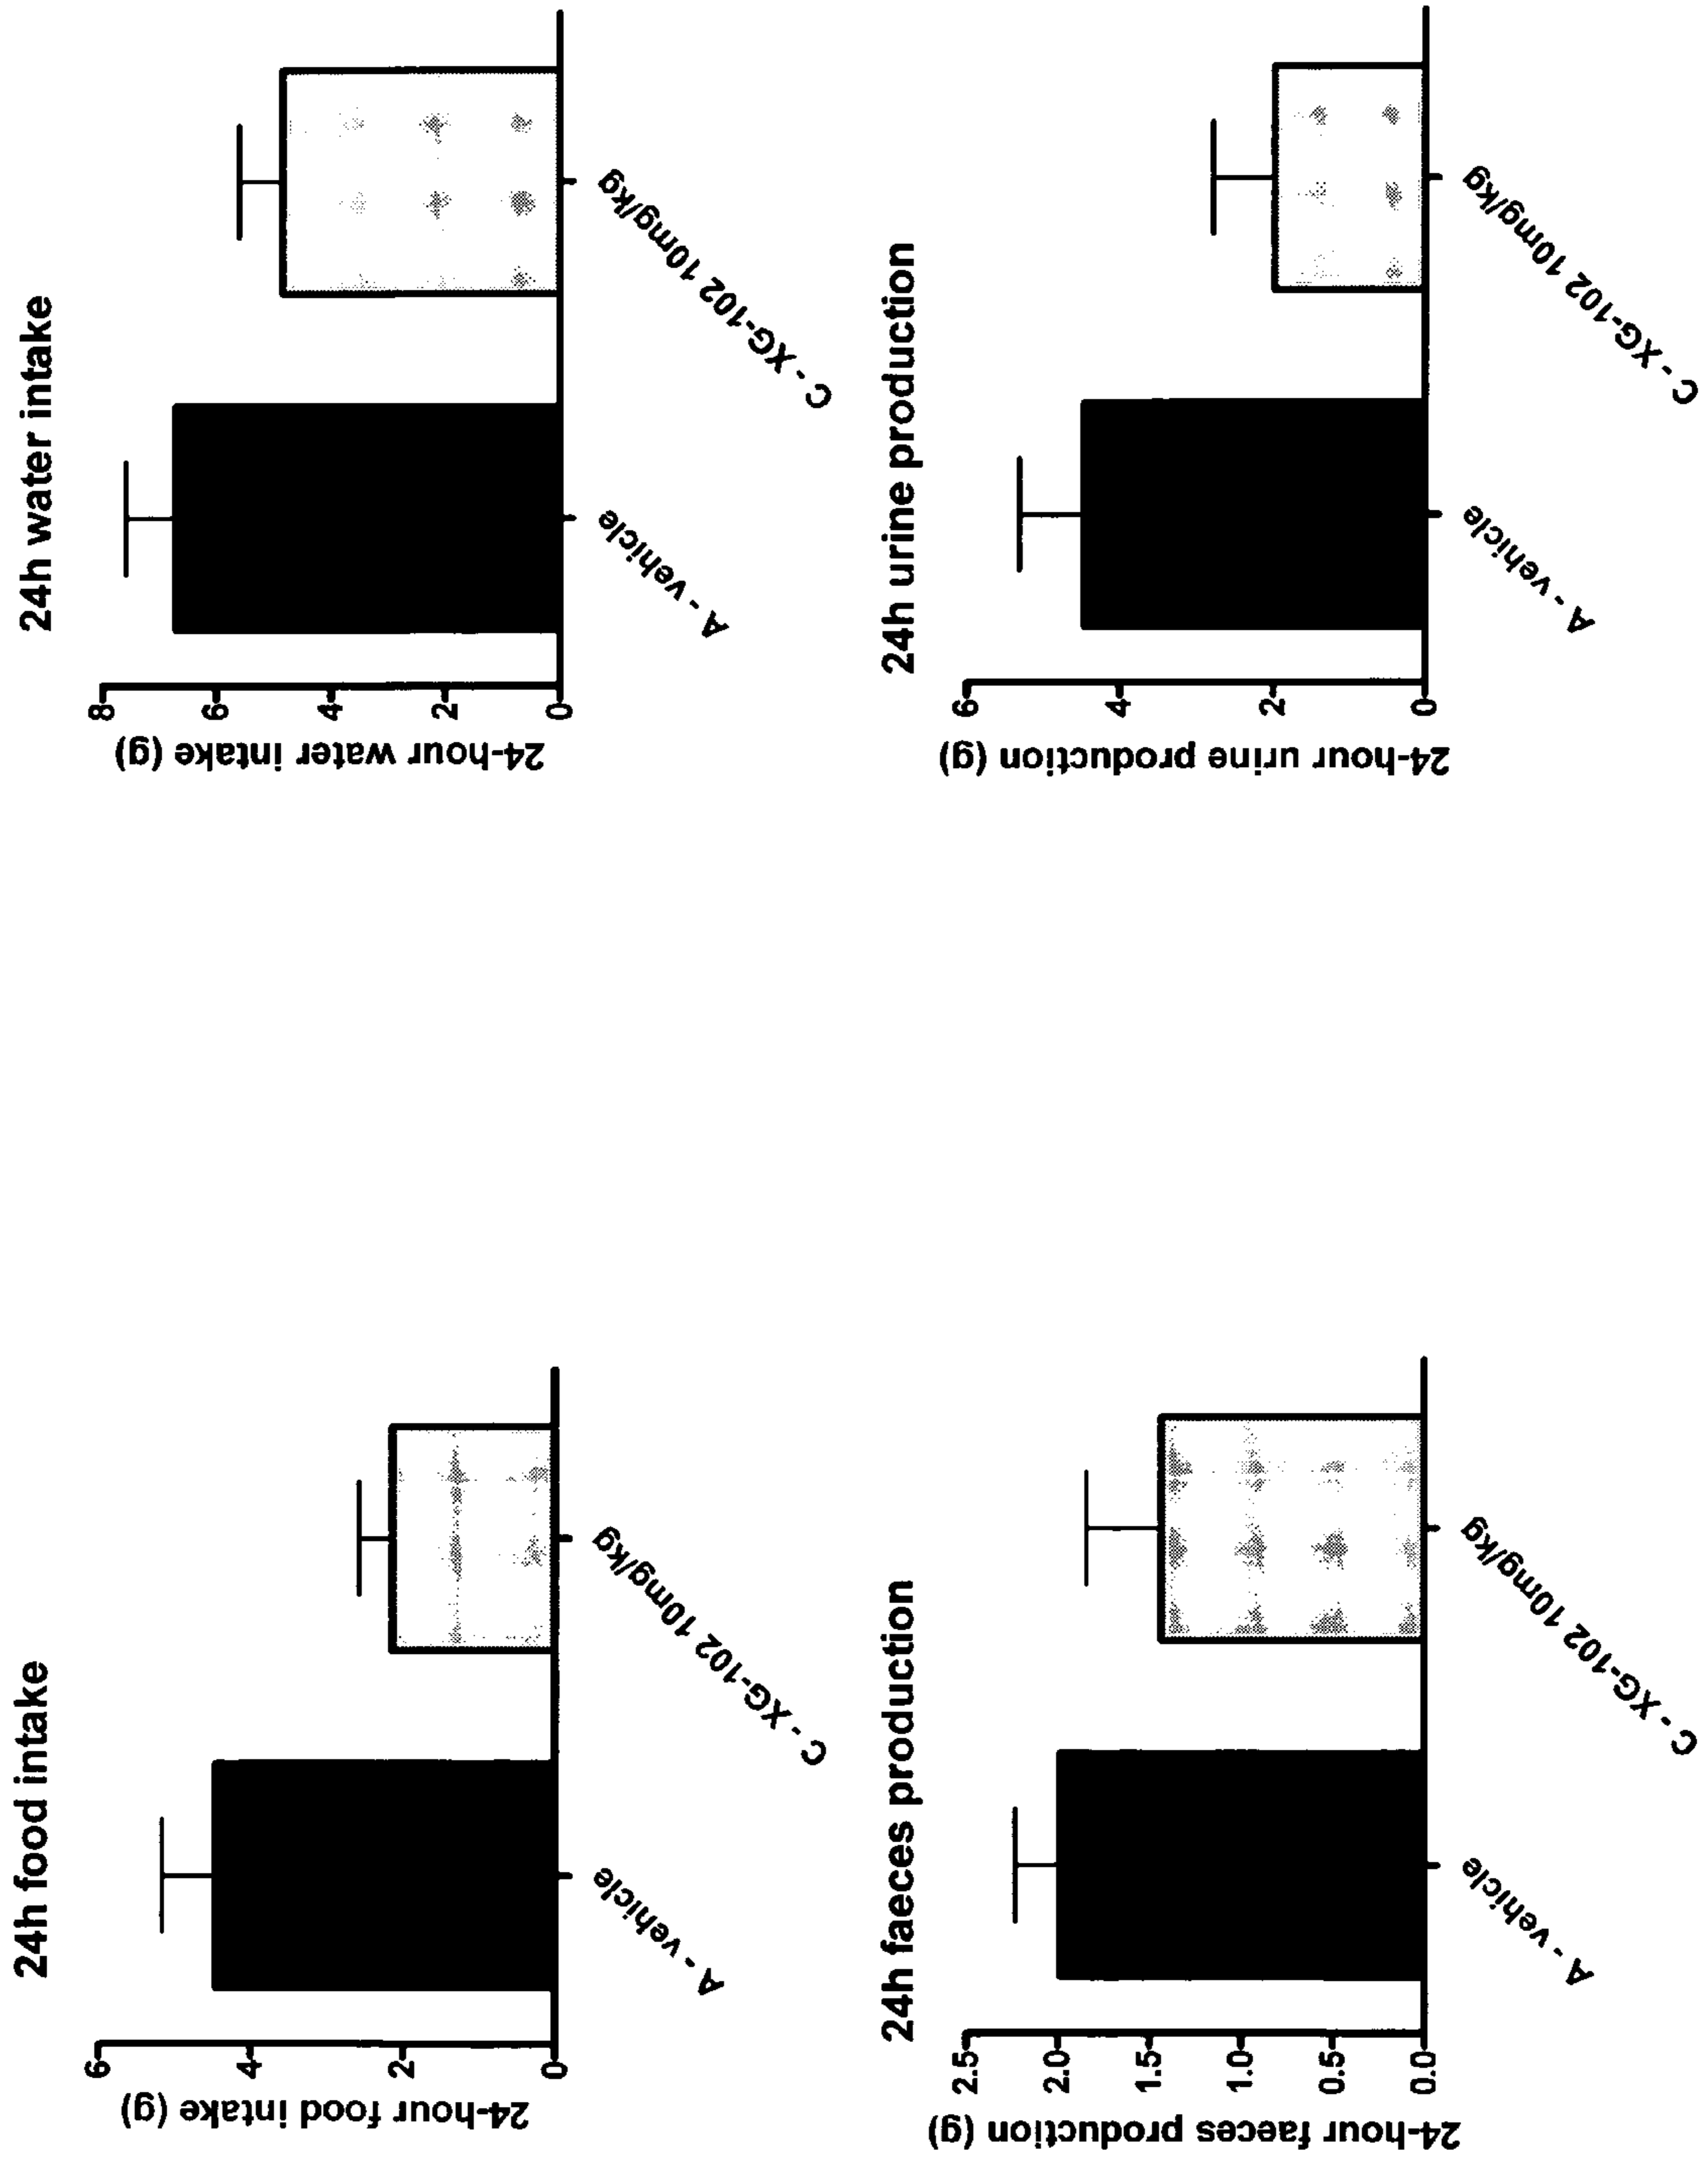 24h food intake
24-hour food intake (g)
6
4
2
0
A - vehicle
C - XG-102 10mg/kg
24h water intake
24-hour water intake (g)
8
6
4
2
0
A - vehicle
C - XG-102 10mg/kg
24h faeces production
24-hour faeces production (g)
2.5
2.0
1.5
1.0
0.5
0.0
A - vehicle
C - XG-102 10mg/kg
24h urine production
24-hour urine production (g)
6
4
2
0
A - vehicle
C - XG-102 10mg/kg